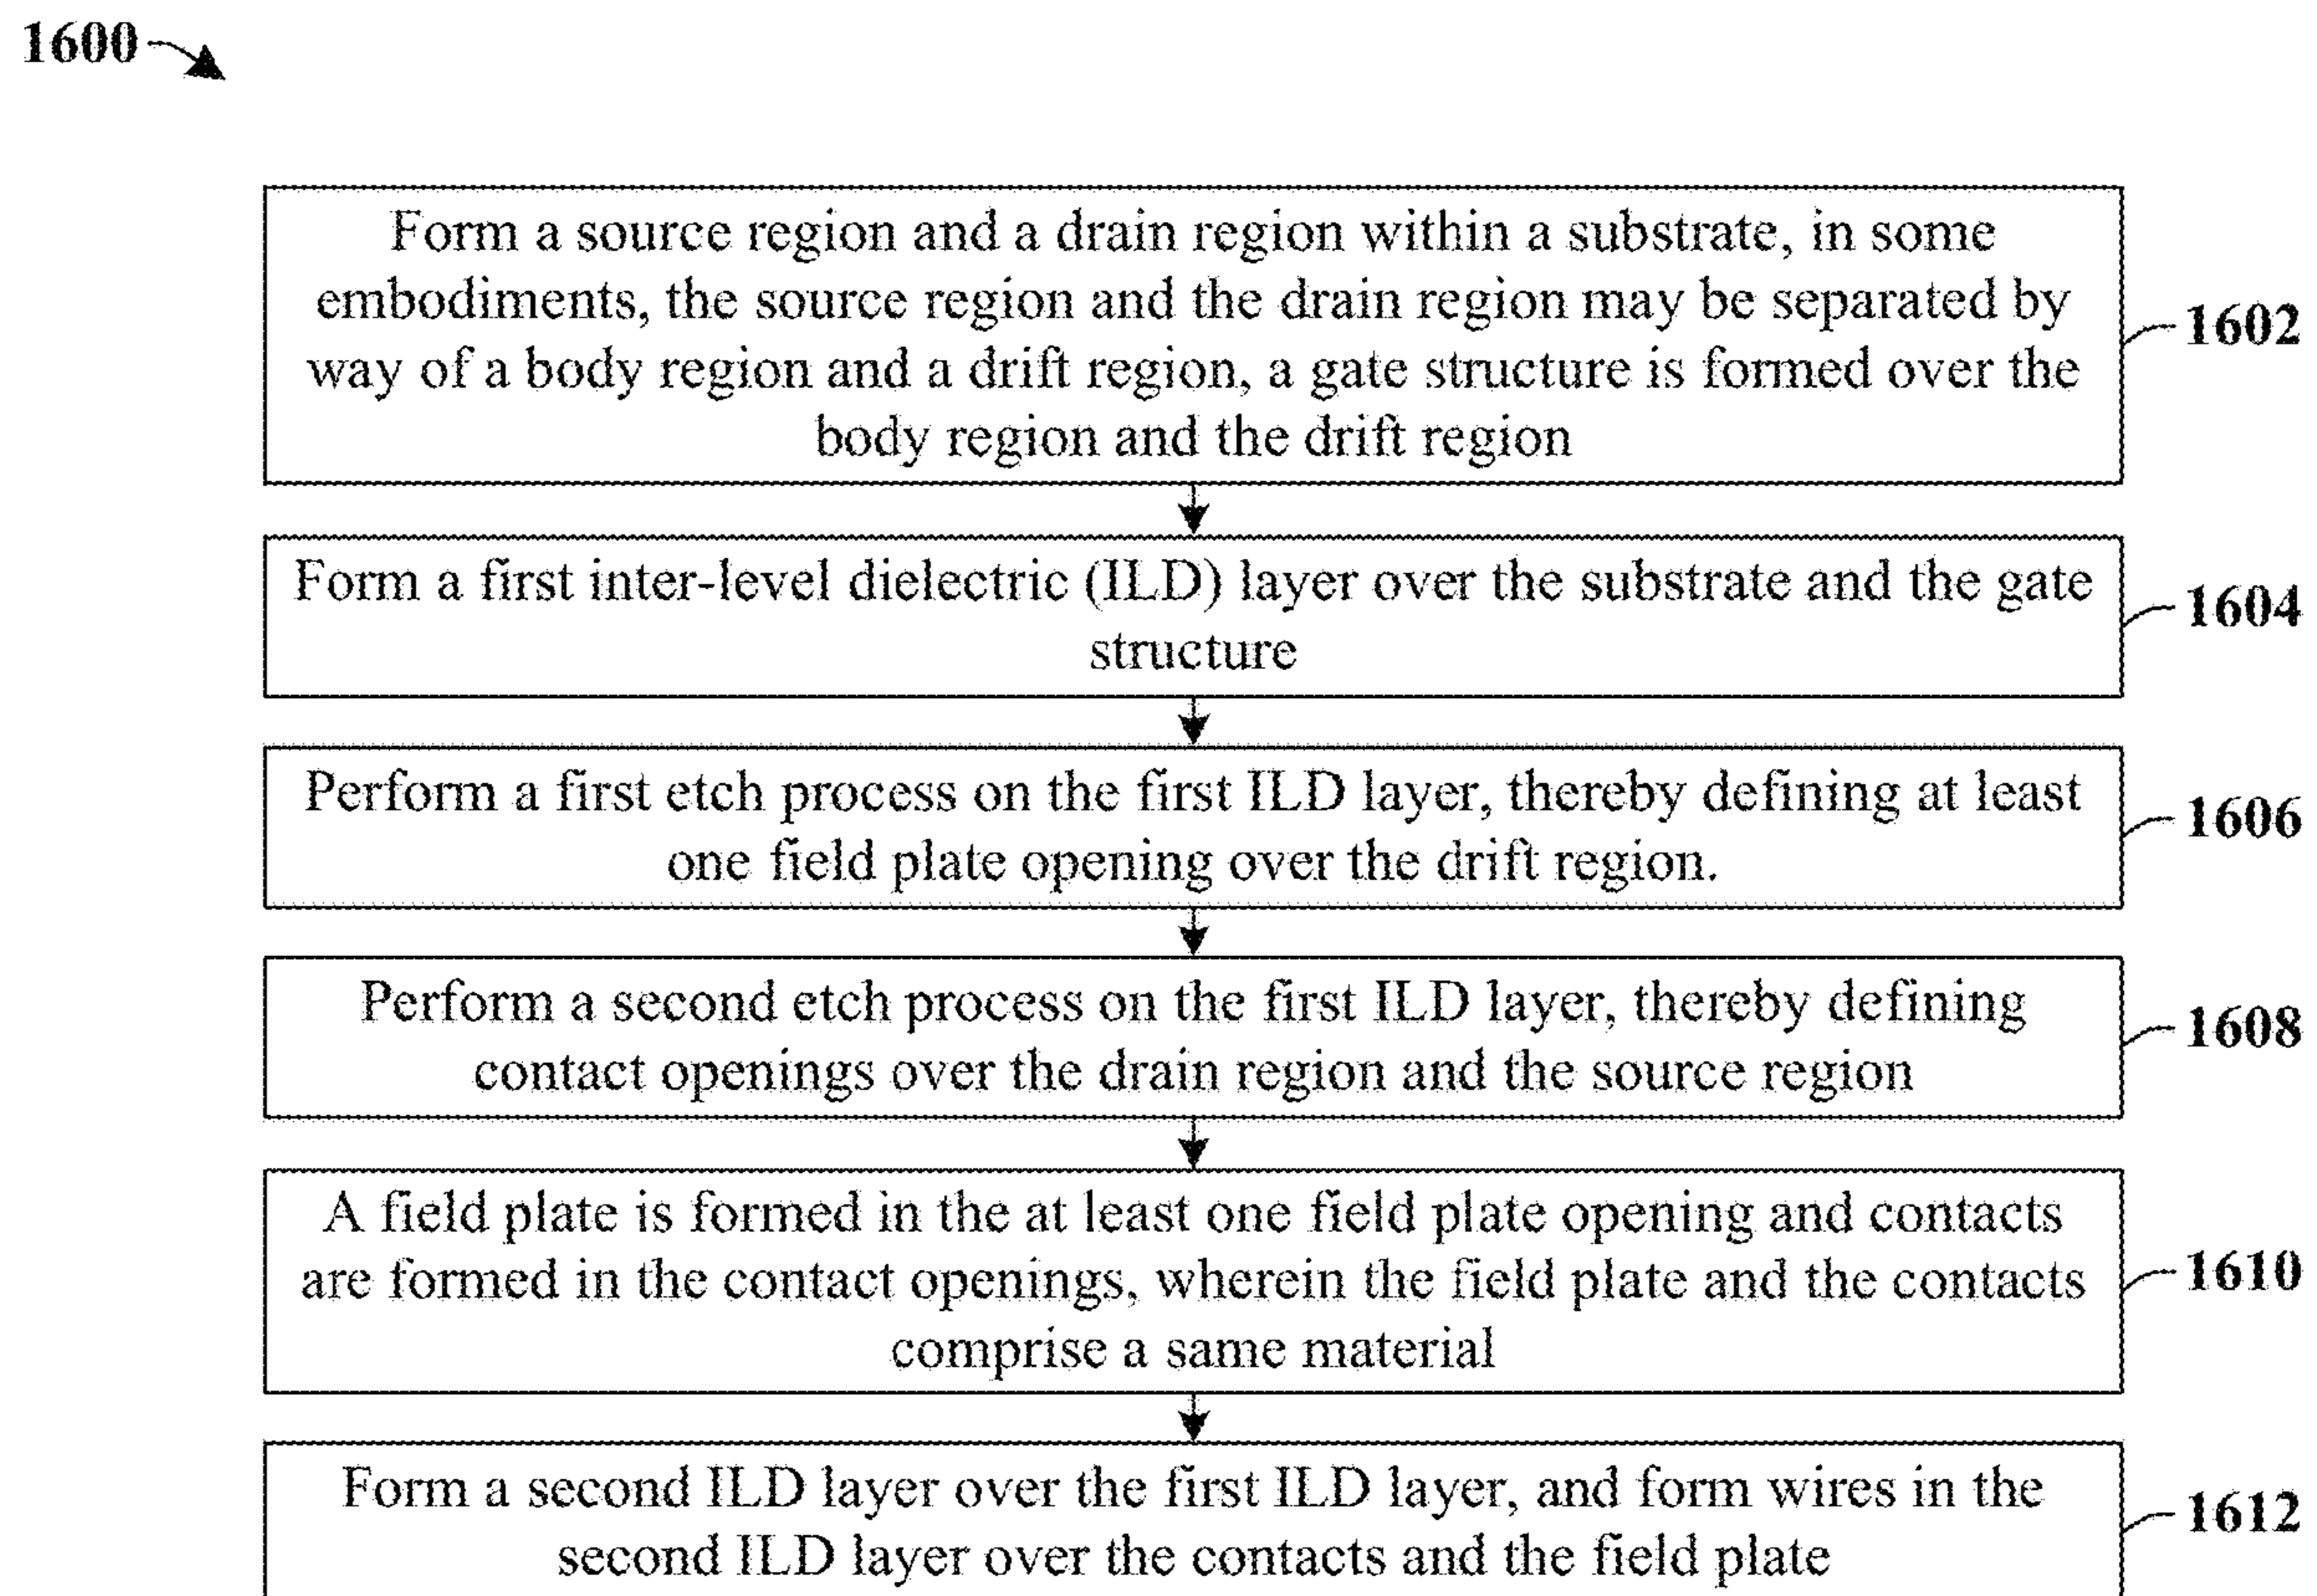 1600
Form a source region and a drain region within a substrate, in some
embodiments, the source region and the drain region may be separated by
way of a body region and a drift region, a gate structure is formed over the
body region and the drift region
1602
Form a first inter-level dielectric (ILD) layer over the substrate and the gate
structure
1604
Perform a first etch process on the first ILD layer, thereby defining at least
one field plate opening over the drift region.
1606
Perform a second etch process on the first ILD layer, thereby defining
contact openings over the drain region and the source region
1608
A field plate is formed in the at least one field plate opening and contacts
are formed in the contact openings, wherein the field plate and the contacts
comprise a same material
1610
Form a second ILD layer over the first ILD layer, and form wires in the
second ILD layer over the contacts and the field plate
1612